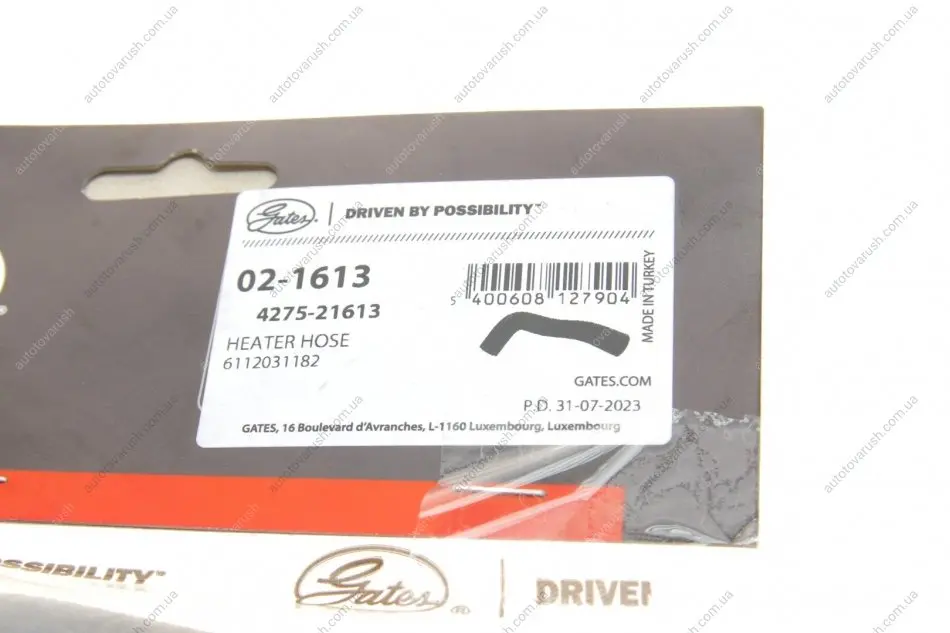 Gates. | DRIVEN BY POSSIBILITY™
02-1613
4275-21613
HEATER HOSE
6112031182
5 400608 127904
MADE IN TURKEY
GATES.COM
P.D. 31-07-2023
GATES, 16 Boulevard d'Avranches, L-1160 Luxembourg, Luxembourg
OSSIBILITY™
Gates® | DRIVEN
autotovarush.com.ua